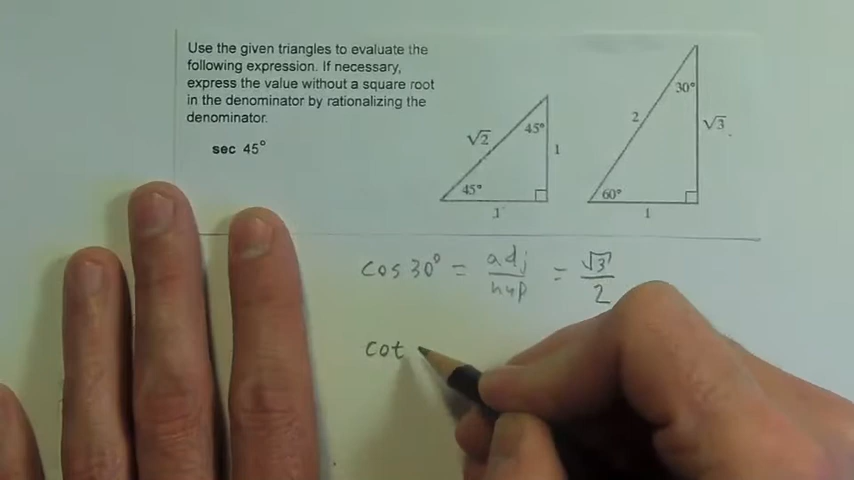 Use the given triangles to evaluate the
following expression. If necessary,
express the value without a square root
in the denominator by rationalizing the
denominator.
sec 45°
√2
45°
1
45°
1
2
30°
√3
60°
1
cos 30° = adj/hyp = √3/2
cot